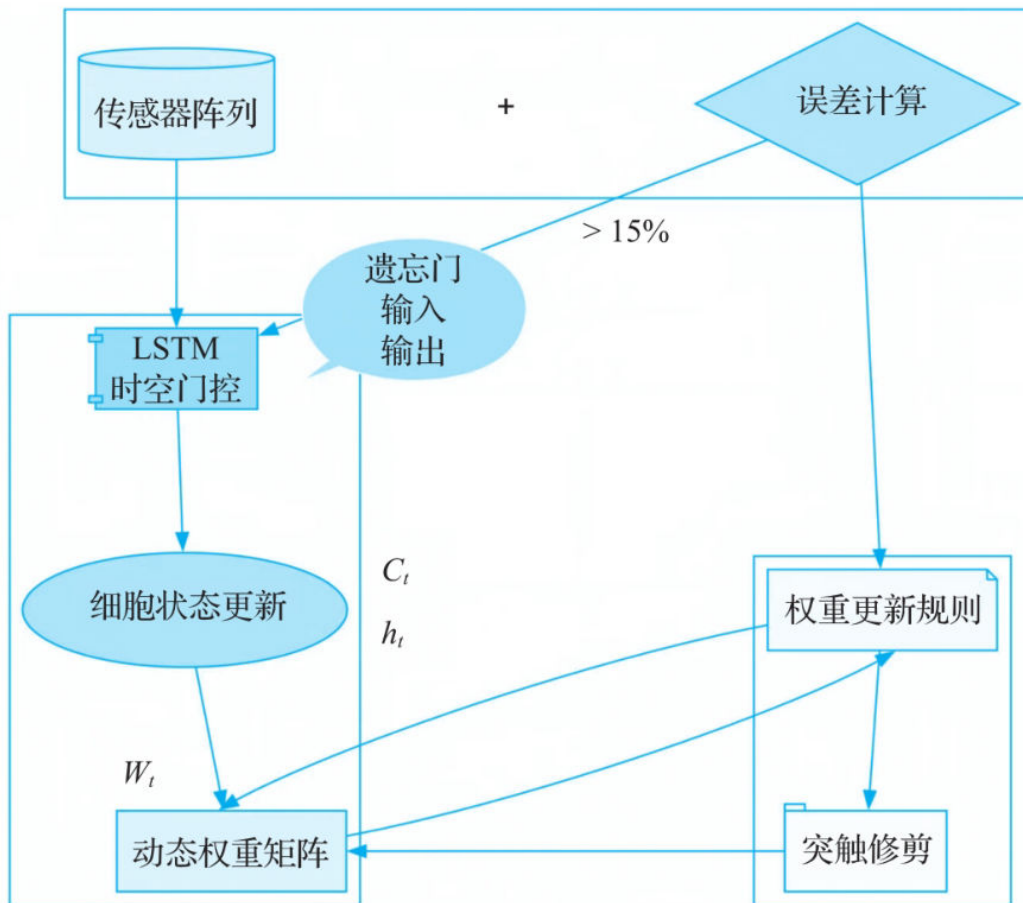 传感器阵列
+
误差计算
> 15%
遗忘门
输入
输出
LSTM
时空门控
细胞状态更新
Cₜ
hₜ
权重更新规则
Wₜ
动态权重矩阵
突触修剪